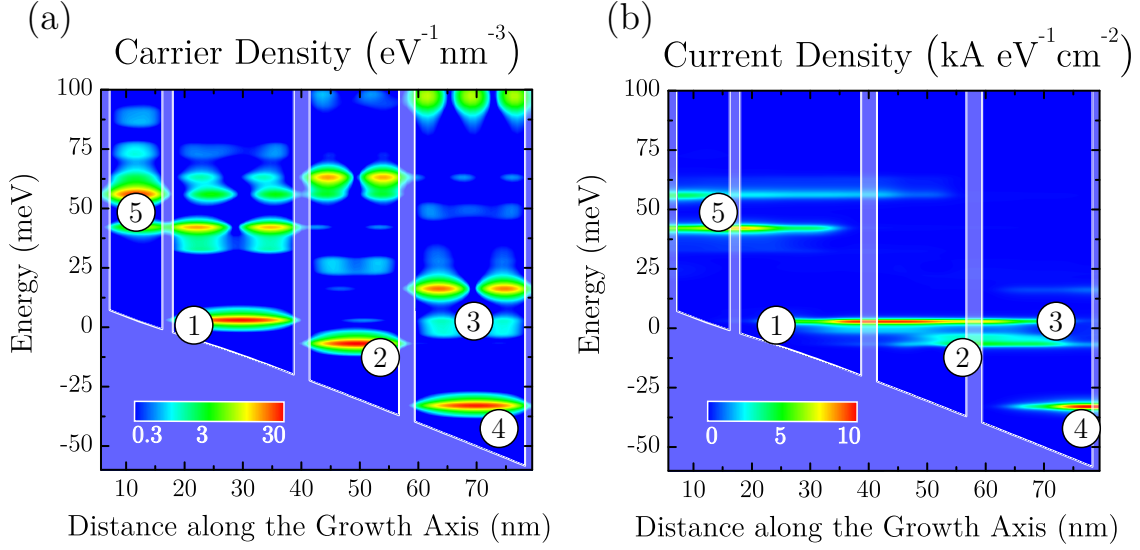 (a)
Carrier Density (eV⁻¹nm⁻³)
100
75
50
25
0
-25
-50
Energy (meV)
5
1
2
3
4
0.3 3 30
10 20 30 40 50 60 70
Distance along the Growth Axis (nm)
(b)
Current Density (kA eV⁻¹cm⁻²)
100
75
50
25
0
-25
-50
Energy (meV)
5
1
2
3
4
0 5 10
10 20 30 40 50 60 70
Distance along the Growth Axis (nm)